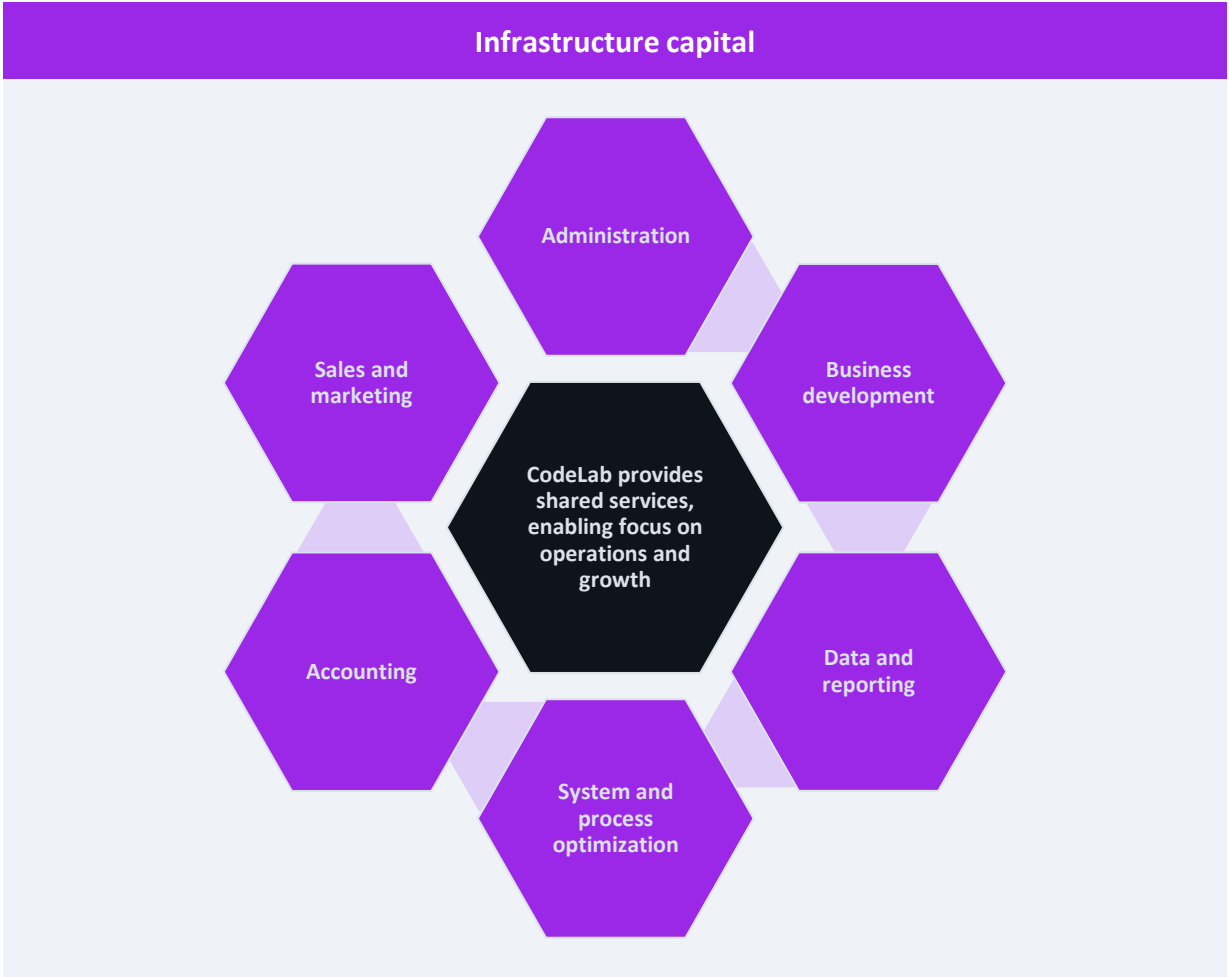 Infrastructure capital
Administration
Business
development
Data and
reporting
System and
process
optimization
Accounting
Sales and
marketing
CodeLab provides
shared services,
enabling focus on
operations and
growth